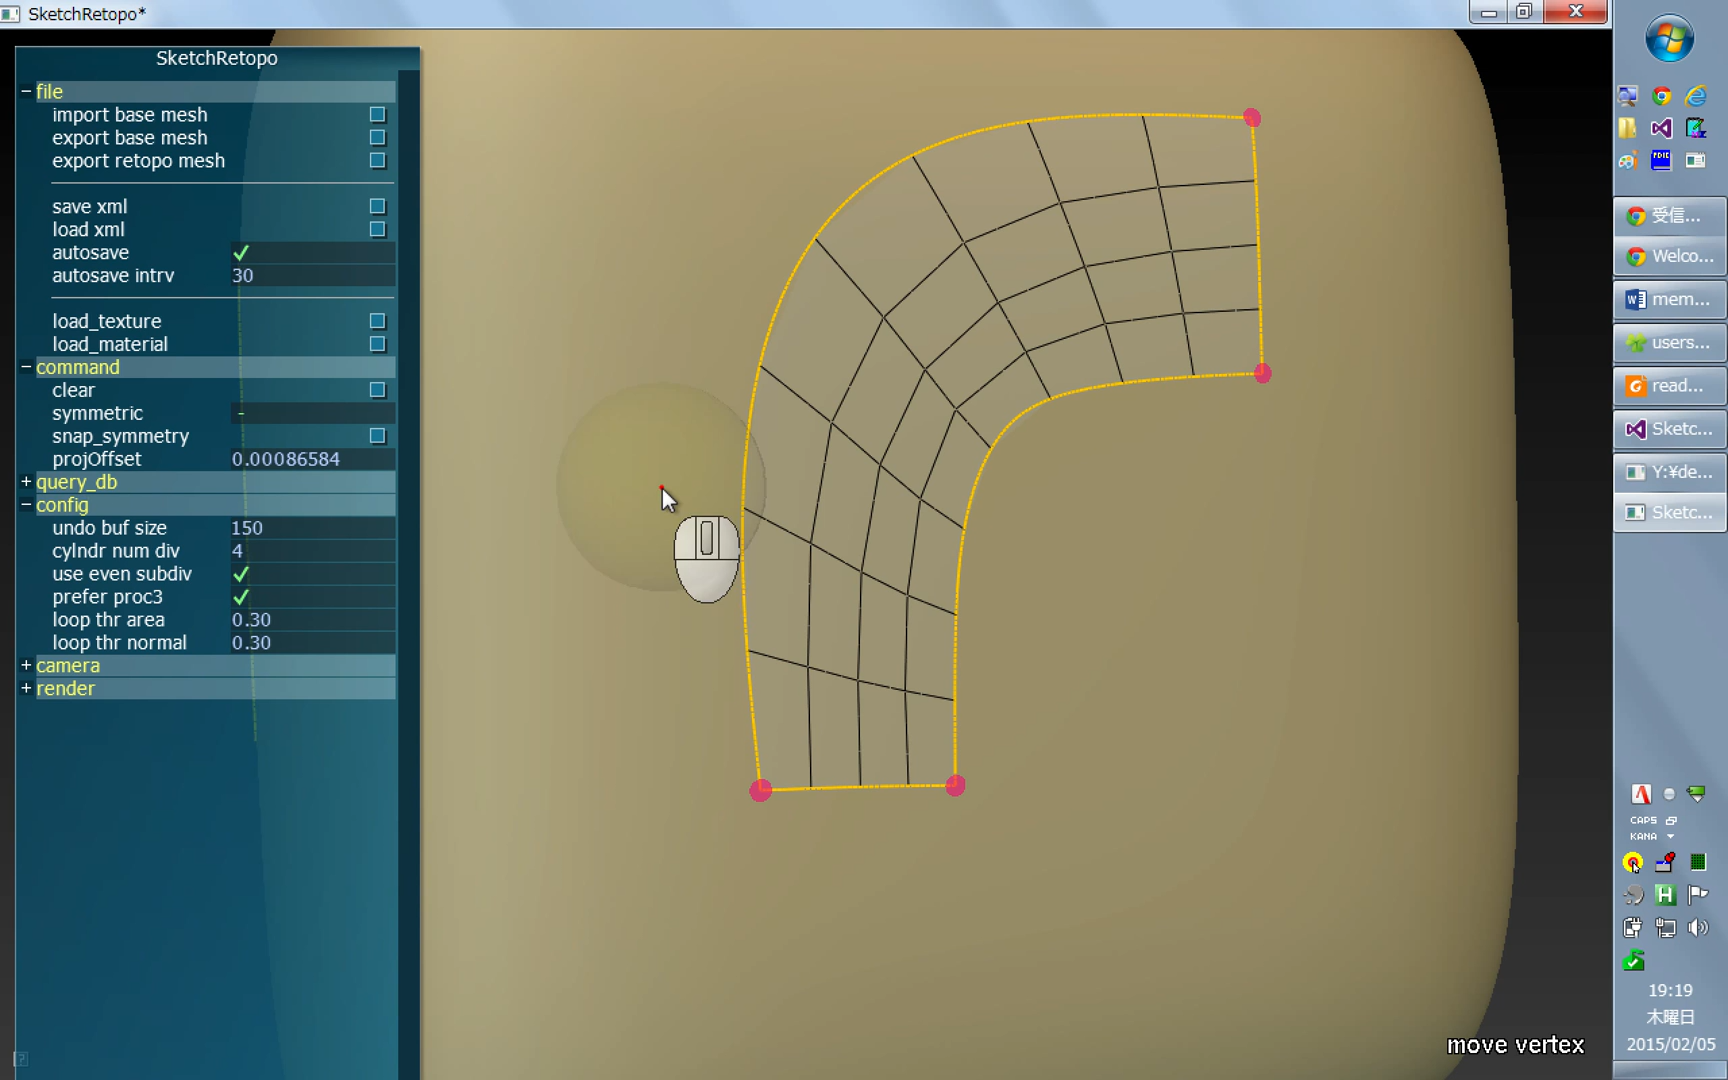 SketchRetopo*
SketchRetopo
− file
import base mesh
export base mesh
export retopo mesh
save xml
load xml
autosave ✓
autosave intrv 30
load_texture
load_material
− command
clear
symmetric -
snap_symmetry
projOffset 0.00086584
+ query_db
− config
undo buf size 150
cylndr num div 4
use even subdiv ✓
prefer proc3 ✓
loop thr area 0.30
loop thr normal 0.30
+ camera
+ render
move vertex
PDIC
受信...
Welco...
mem...
users...
read...
Sketc...
Y:¥de...
Sketc...
CAPS
KANA
19:19
木曜日
2015/02/05